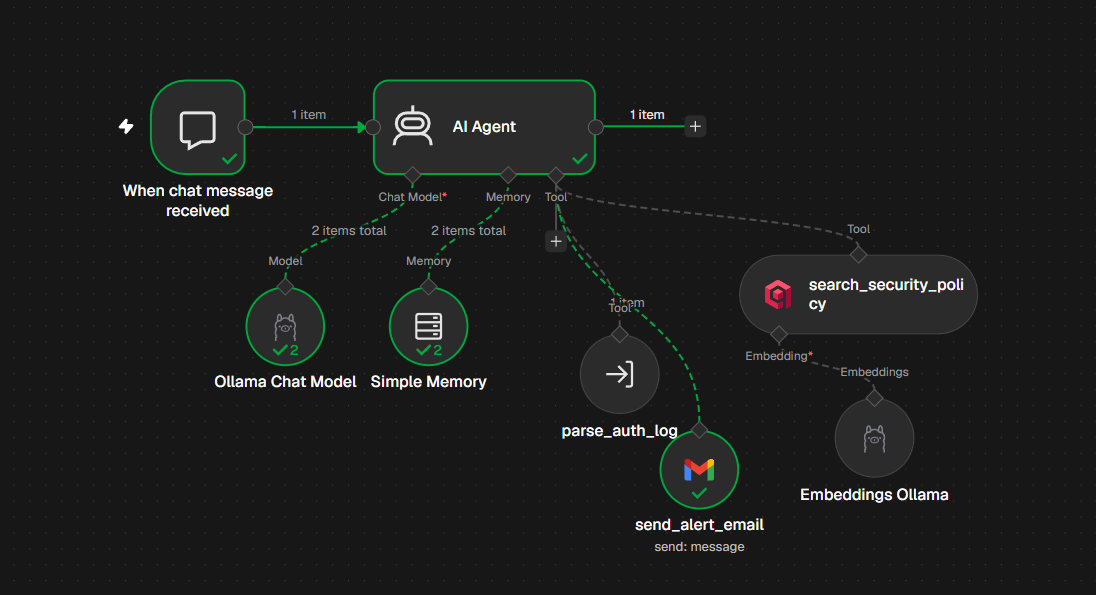 1 item
AI Agent
1 item
When chat message
received
Chat Model*
Memory
Tool
2 items total
2 items total
Tool
Model
Memory
search_security_poli
cy
1 item
Tool
Embedding*
Embeddings
2
2
Ollama Chat Model
Simple Memory
parse_auth_log
Embeddings Ollama
send_alert_email
send: message